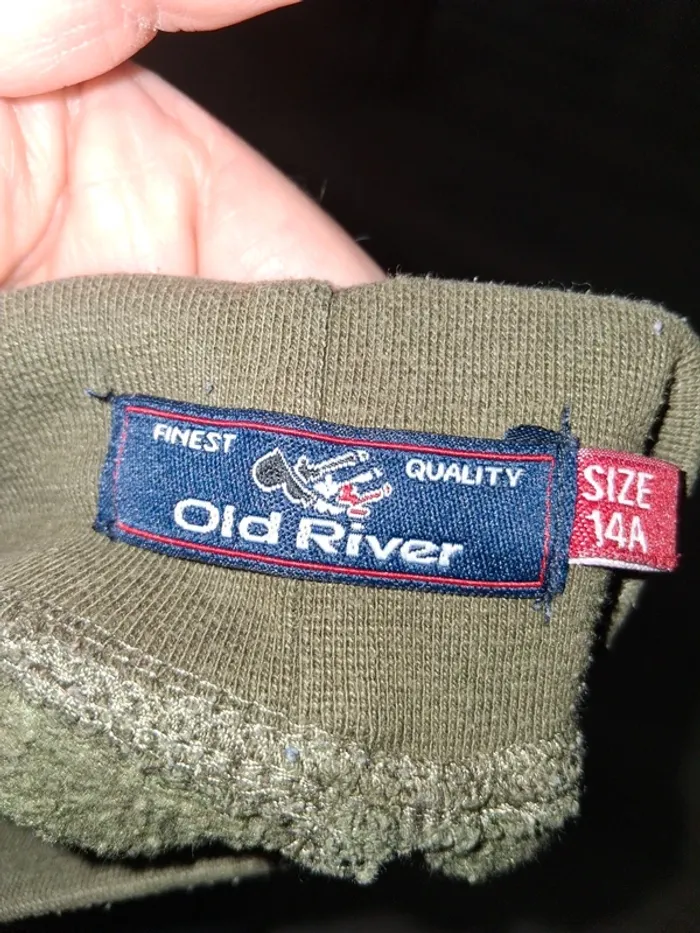 FINEST QUALITY
Old River
SIZE
14A